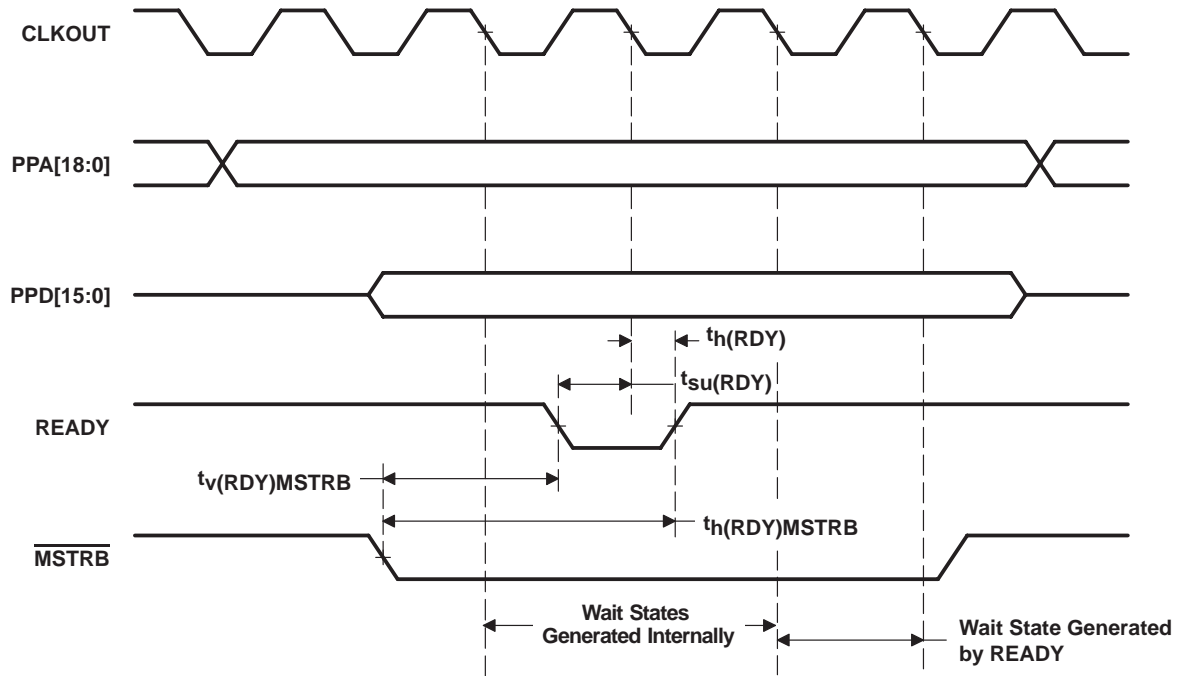 CLKOUT
PPA[18:0]
PPD[15:0]
th(RDY)
tsu(RDY)
READY
tv(RDY)MSTRB
th(RDY)MSTRB
MSTRB
Wait States
Generated Internally
Wait State Generated
by READY